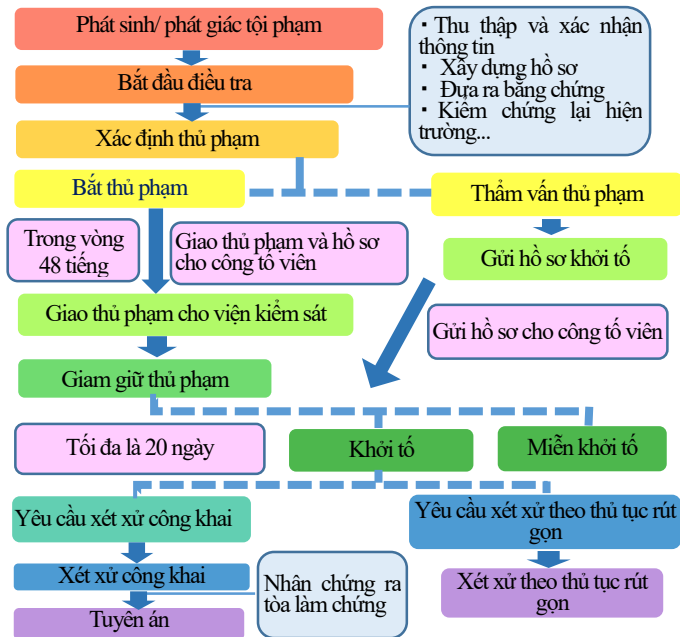 Phát sinh/ phát giác tội phạm
・Thu thập và xác nhận
thông tin
• Xây dựng hồ sơ
• Đưa ra bằng chứng
・Kiểm chứng lại hiện
trường...
Bắt đầu điều tra
Xác định thủ phạm
Bắt thủ phạm
Thẩm vấn thủ phạm
Trong vòng
48 tiếng
Giao thủ phạm và hồ sơ
cho công tố viên
Gửi hồ sơ khởi tố
Giao thủ phạm cho viện kiểm sát
Gửi hồ sơ cho công tố viên
Giam giữ thủ phạm
Tối đa là 20 ngày
Khởi tố
Miễn khởi tố
Yêu cầu xét xử công khai
Yêu cầu xét xử theo thủ tục rút
gọn
Xét xử công khai
Nhân chứng ra
tòa làm chứng
Xét xử theo thủ tục rút
gọn
Tuyên án